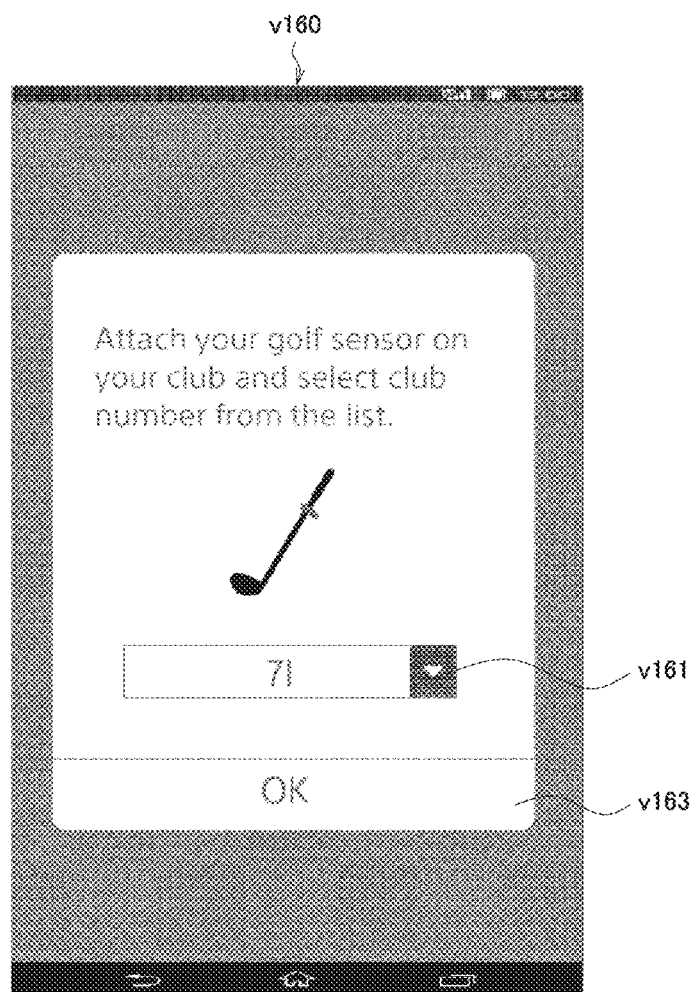 v160
Attach your golf sensor on
your club and select club
number from the list.
7I
v161
OK
v163